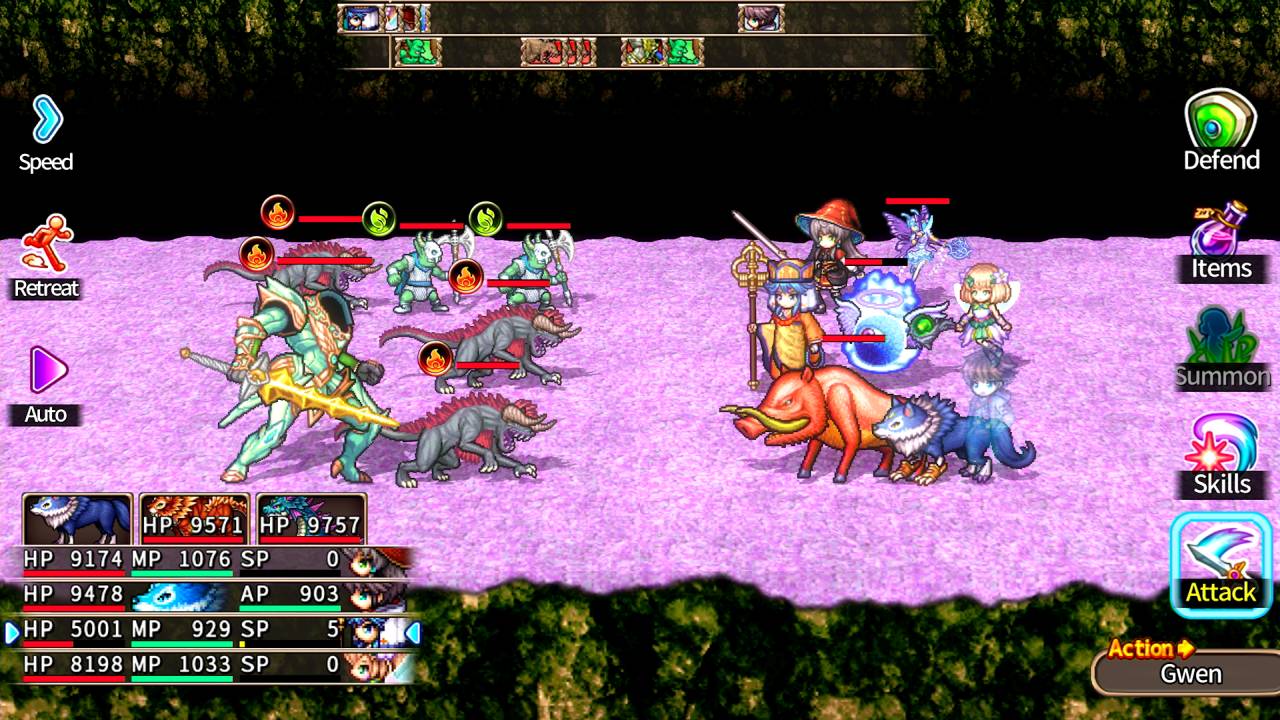 Speed
Defend
Items
Retreat
Summon
Auto
Skills
HP 9571
HP 9757
HP 9174 MP 1076 SP 0
HP 9478 AP 903
Attack
HP 5001 MP 929 SP 5
HP 8198 MP 1033 SP 0
Action
Gwen